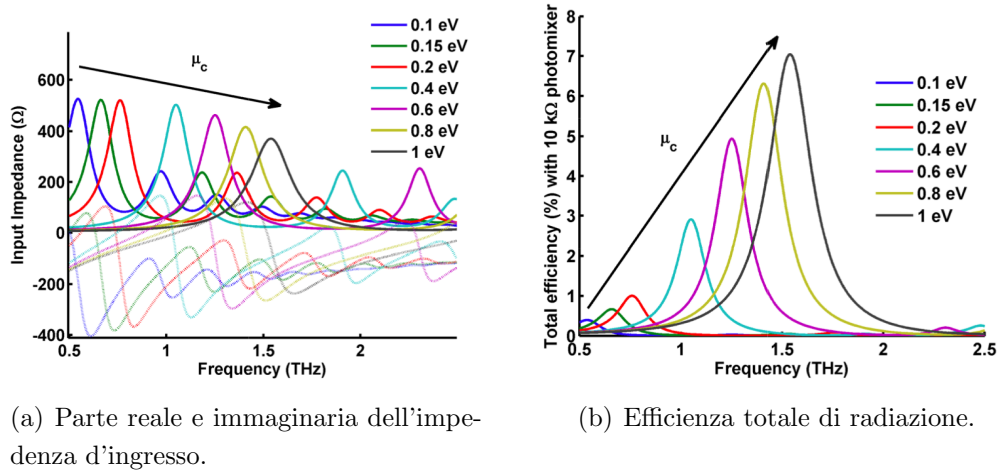 0.1 eV
0.15 eV
0.2 eV
0.4 eV
0.6 eV
0.8 eV
1 eV
μc
Input Impedance (Ω)
600
400
200
0
-200
-400
0.5
1
1.5
2
Frequency (THz)
(a) Parte reale e immaginaria dell'impe-
denza d'ingresso.
Total efficiency (%) with 10 kΩ photomixer
8
7
6
5
4
3
2
1
0
μc
0.1 eV
0.15 eV
0.2 eV
0.4 eV
0.6 eV
0.8 eV
1 eV
0.5
1
1.5
2
2.5
Frequency (THz)
(b) Efficienza totale di radiazione.